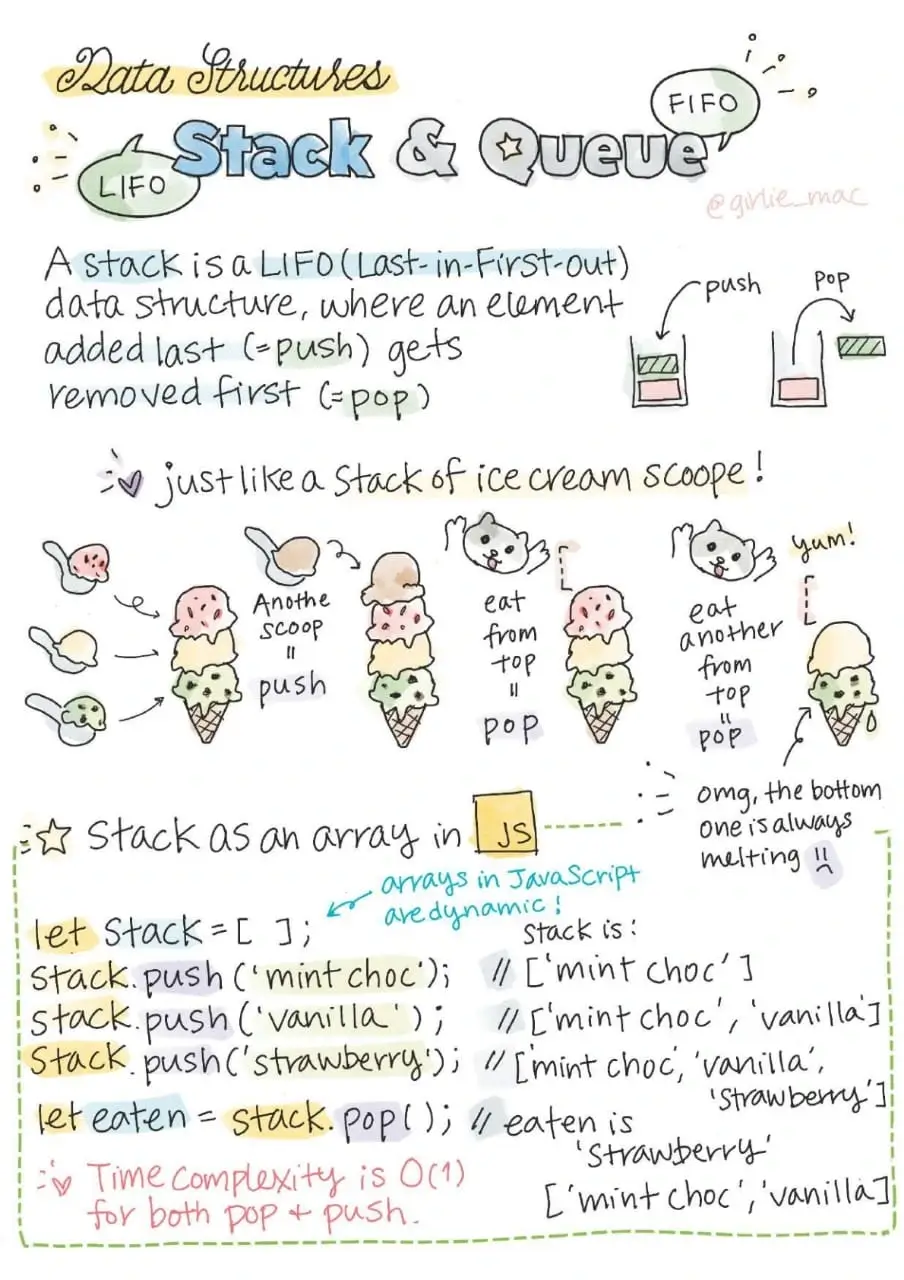 Data Structures
FIFO
Stack & Queue
LIFO
@girlie_mac
A stack is a LIFO (Last-in-First-out)
data structure, where an element
added last (=push) gets
removed first (=pop)
push
pop
just like a stack of ice cream scoope!
Anothe
scoop
=
push
eat
from
top
=
pop
eat
another
from
top
=
pop
yum!
omg, the bottom
one is always
melting
Stack as an array in JS
arrays in JavaScript
are dynamic!
let stack = [ ];
stack is:
stack.push ('mint choc'); // ['mint choc']
stack.push ('vanilla'); // ['mint choc', 'vanilla']
Stack.push('strawberry'); // ['mint choc', 'vanilla',
'strawberry']
let eaten = stack.pop(); // eaten is
'strawberry'
['mint choc', 'vanilla]
Time complexity is O(1)
for both pop + push.